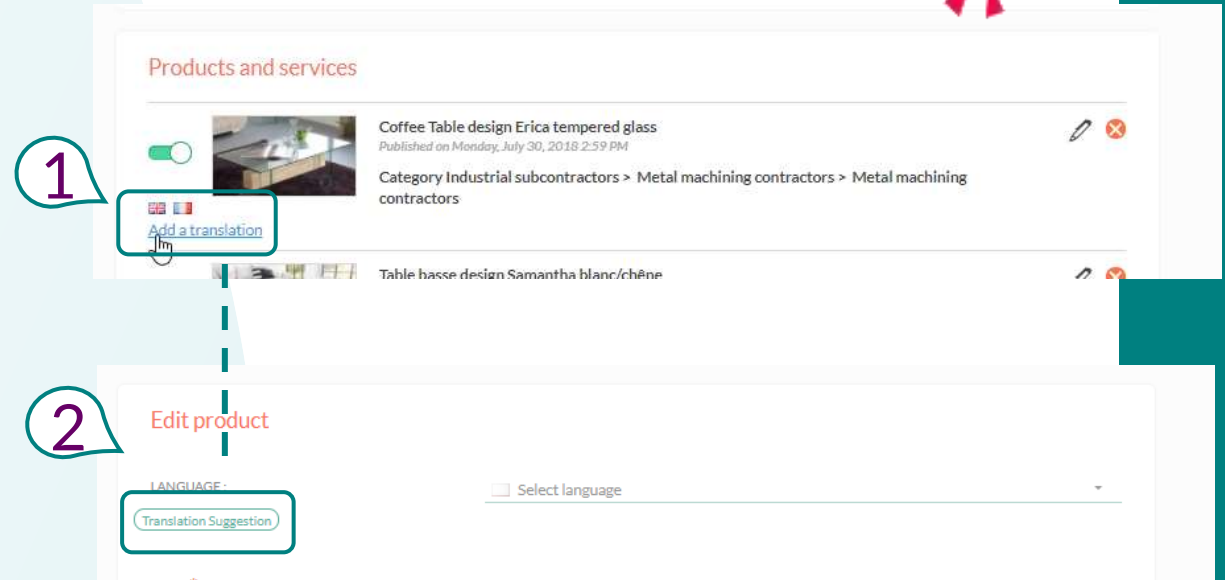 Products and services
Coffee Table design Erica tempered glass
Published on Monday, July 30, 2018 2:59 PM
Category Industrial subcontractors > Metal machining contractors > Metal machining
contractors
1
Add a translation
Table basse design Samantha blanc/chêne
2
Edit product
LANGUAGE :
Select language
Translation Suggestion